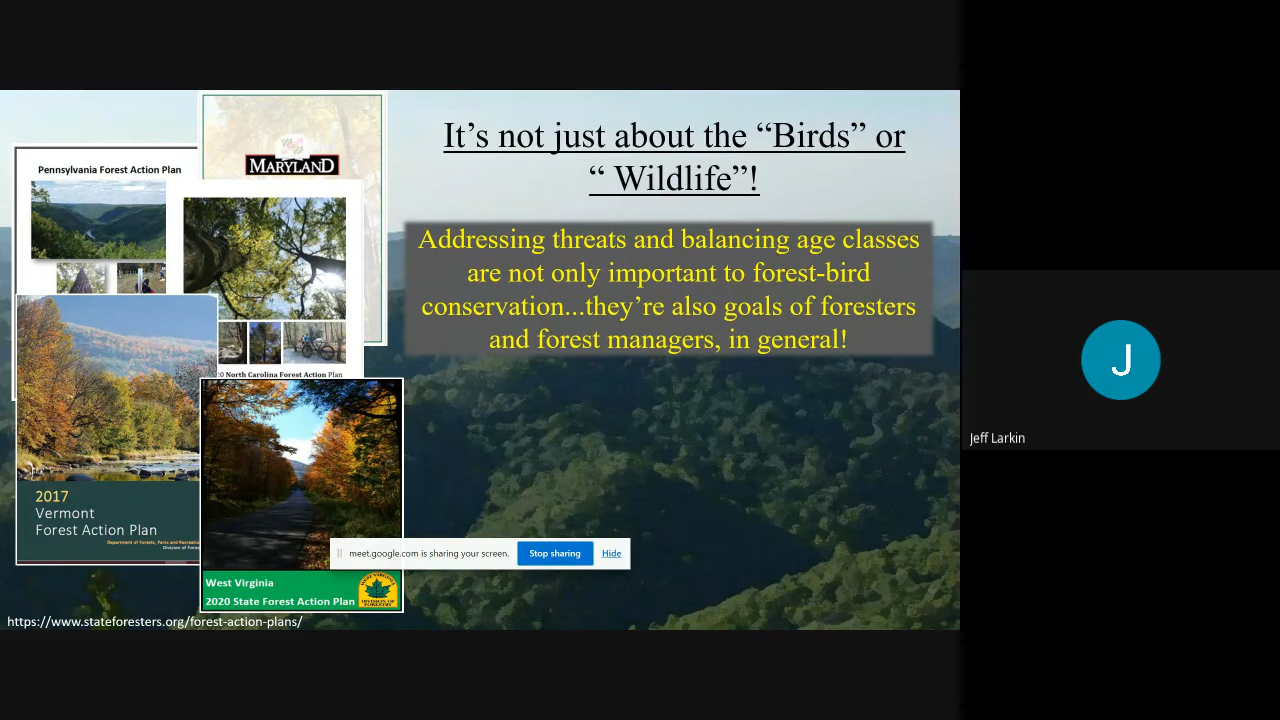 It’s not just about the “Birds” or
“ Wildlife”!
Addressing threats and balancing age classes
are not only important to forest-bird
conservation...they’re also goals of foresters
and forest managers, in general!
MARYLAND
Pennsylvania Forest Action Plan
North Carolina Forest Action Plan
2017
Vermont
Forest Action Plan
Department of Forests, Parks and Recreation
Division of
West Virginia
2020 State Forest Action Plan
WEST VIRGINIA
DIVISION OF
FORESTRY
meet.google.com is sharing your screen.
Stop sharing
Hide
https://www.stateforesters.org/forest-action-plans/
J
Jeff Larkin